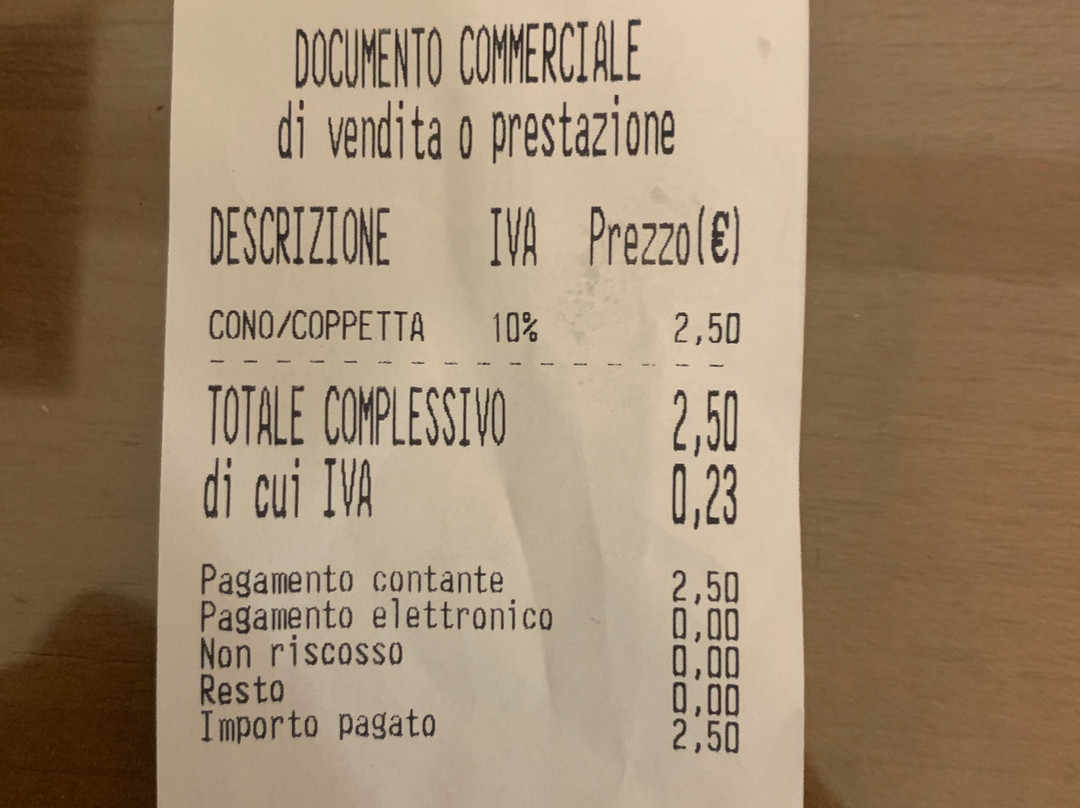 DOCUMENTO COMMERCIALE
di vendita o prestazione
DESCRIZIONE IVA Prezzo(€)
CONO/COPPETTA 10% 2,50
TOTALE COMPLESSIVO 2,50
di cui IVA 0,23
Pagamento contante 2,50
Pagamento elettronico 0,00
Non riscosso 0,00
Resto 0,00
Importo pagato 2,50